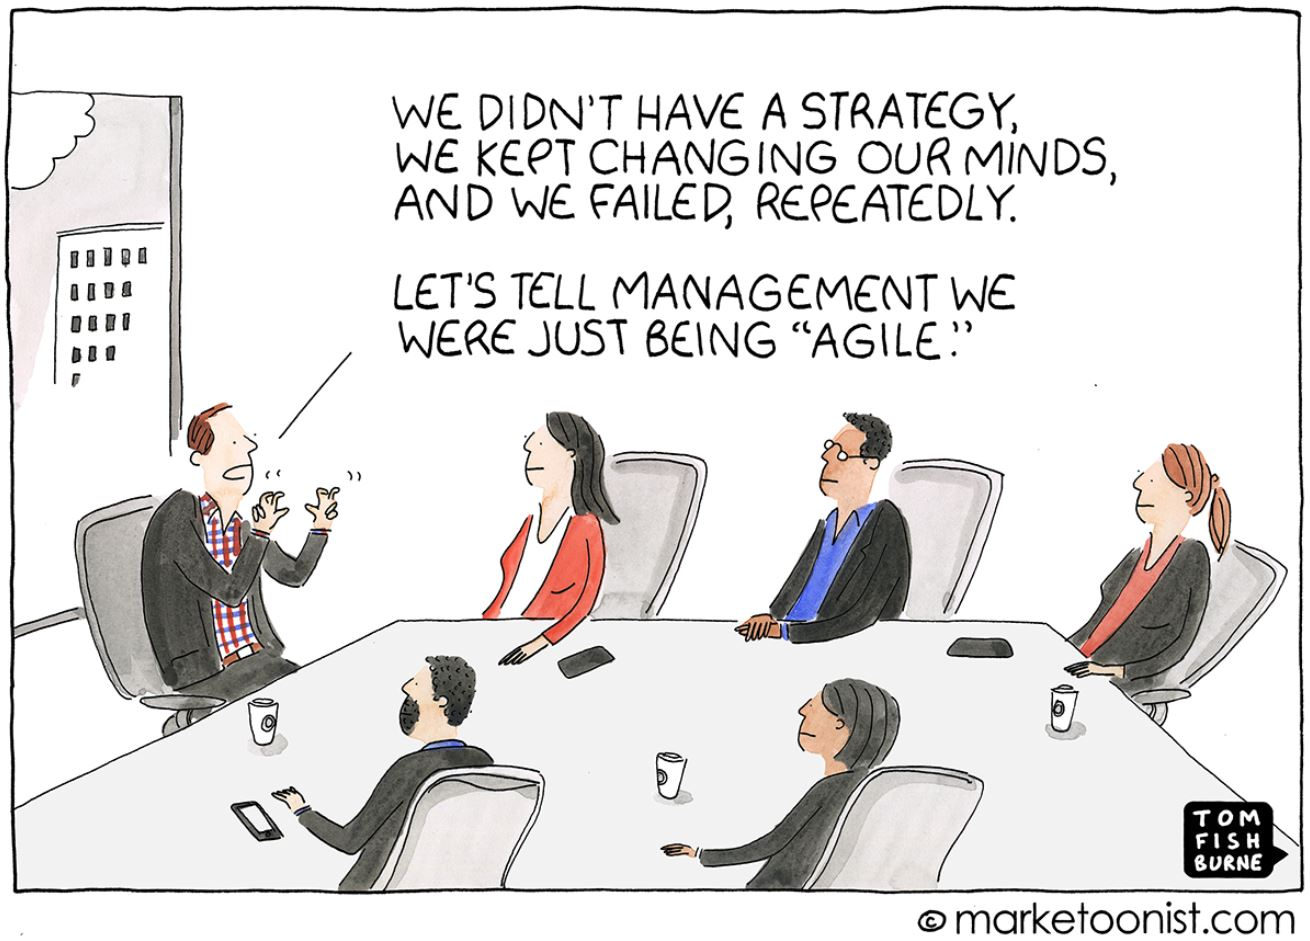 WE DIDN'T HAVE A STRATEGY,
WE KEPT CHANGING OUR MINDS,
AND WE FAILED, REPEATEDLY.
LET'S TELL MANAGEMENT WE
WERE JUST BEING “AGILE.”
TOM
FISH
BURNE
© marketoonist.com